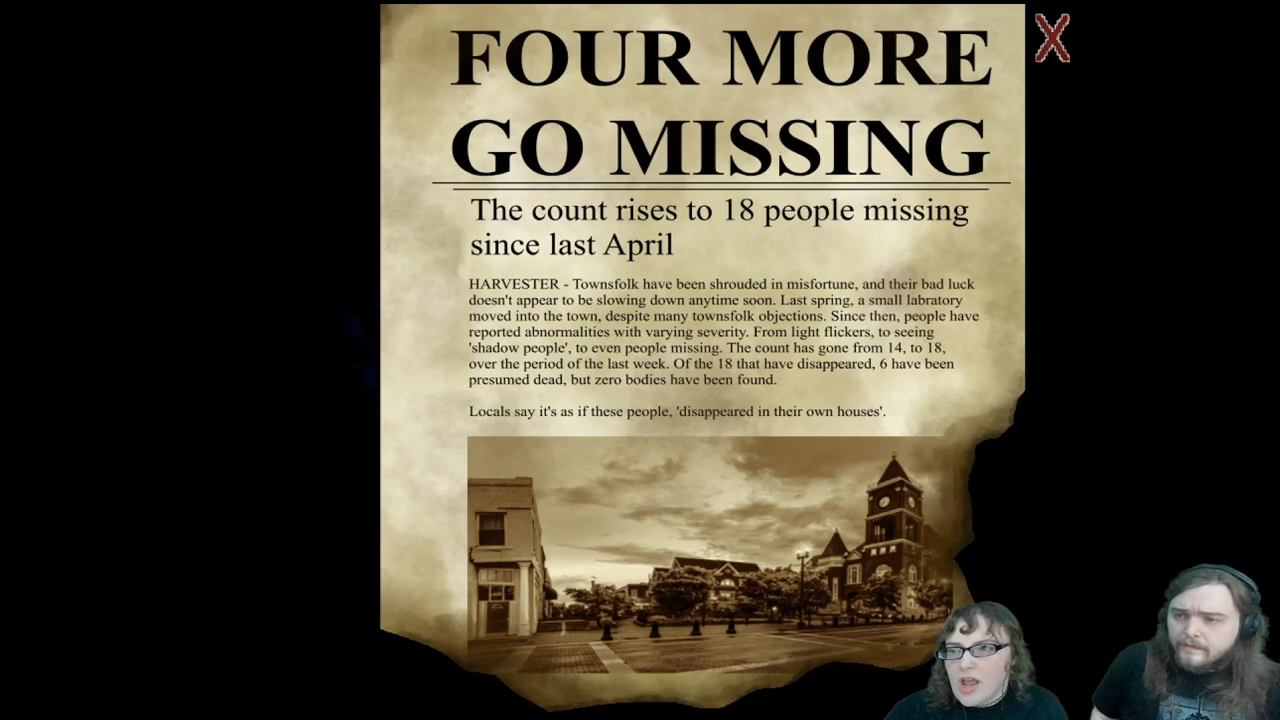 FOUR MORE
GO MISSING
The count rises to 18 people missing
since last April
HARVESTER - Townsfolk have been shrouded in misfortune, and their bad luck
doesn't appear to be slowing down anytime soon. Last spring, a small labratory
moved into the town, despite many townsfolk objections. Since then, people have
reported abnormalities with varying severity. From light flickers, to seeing
'shadow people', to even people missing. The count has gone from 14, to 18,
over the period of the last week. Of the 18 that have disappeared, 6 have been
presumed dead, but zero bodies have been found.
Locals say it's as if these people, 'disappeared in their own houses'.
X